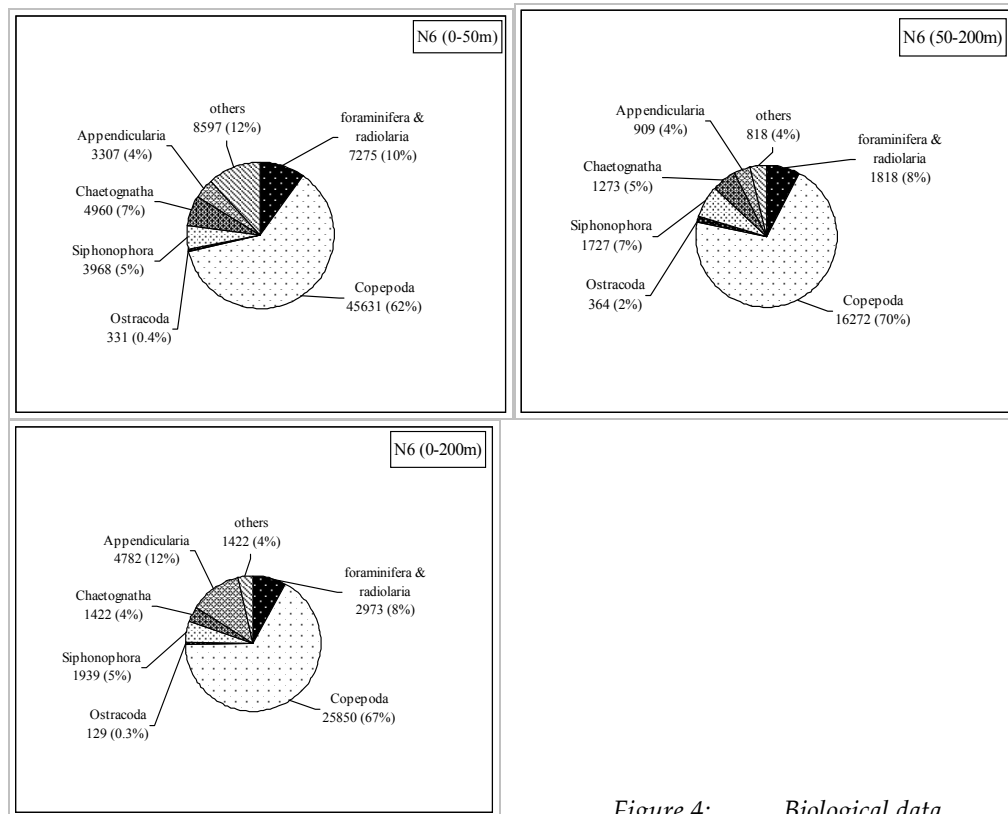 N6 (0-50m)
others
8597 (12%)
foraminifera &
radiolaria
7275 (10%)
Appendicularia
3307 (4%)
Chaetognatha
4960 (7%)
Siphonophora
3968 (5%)
Ostracoda
331 (0.4%)
Copepoda
45631 (62%)
N6 (50-200m)
Appendicularia
909 (4%)
others
818 (4%)
foraminifera &
radiolaria
1818 (8%)
Chaetognatha
1273 (5%)
Siphonophora
1727 (7%)
Ostracoda
364 (2%)
Copepoda
16272 (70%)
N6 (0-200m)
others
1422 (4%)
Appendicularia
4782 (12%)
foraminifera &
radiolaria
2973 (8%)
Chaetognatha
1422 (4%)
Siphonophora
1939 (5%)
Ostracoda
129 (0.3%)
Copepoda
25850 (67%)
Figure 4: Biological data